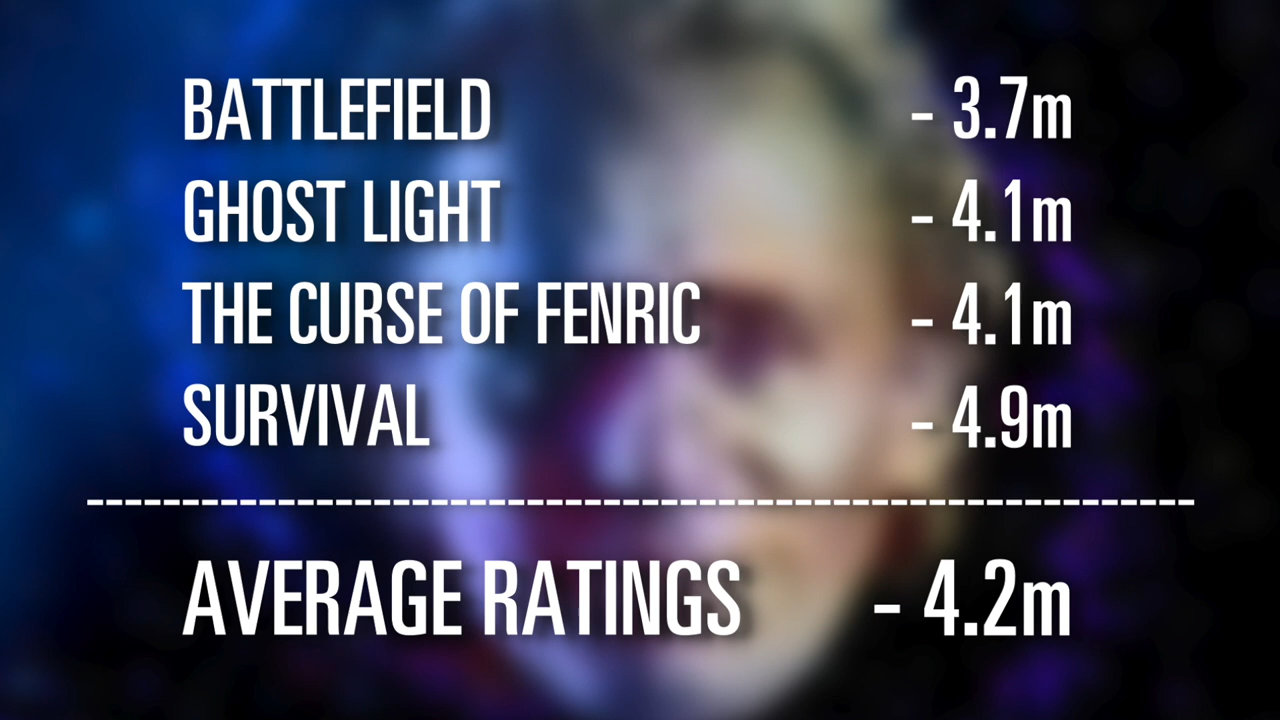 BATTLEFIELD - 3.7m
GHOST LIGHT - 4.1m
THE CURSE OF FENRIC - 4.1m
SURVIVAL - 4.9m
AVERAGE RATINGS - 4.2m